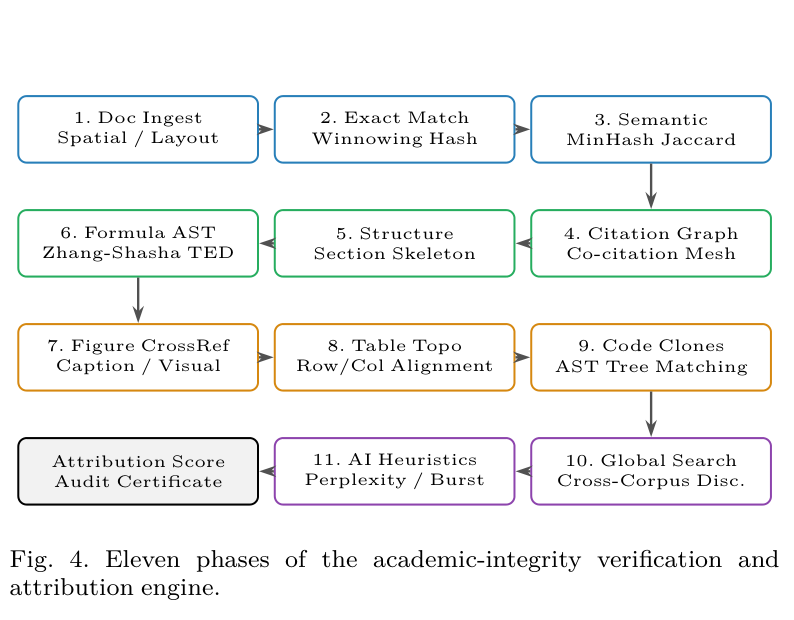 1. Doc Ingest
Spatial / Layout
2. Exact Match
Winnowing Hash
3. Semantic
MinHash Jaccard
4. Citation Graph
Co-citation Mesh
5. Structure
Section Skeleton
6. Formula AST
Zhang-Shasha TED
7. Figure CrossRef
Caption / Visual
8. Table Topo
Row/Col Alignment
9. Code Clones
AST Tree Matching
10. Global Search
Cross-Corpus Disc.
11. AI Heuristics
Perplexity / Burst
Attribution Score
Audit Certificate
Fig. 4. Eleven phases of the academic-integrity verification and
attribution engine.